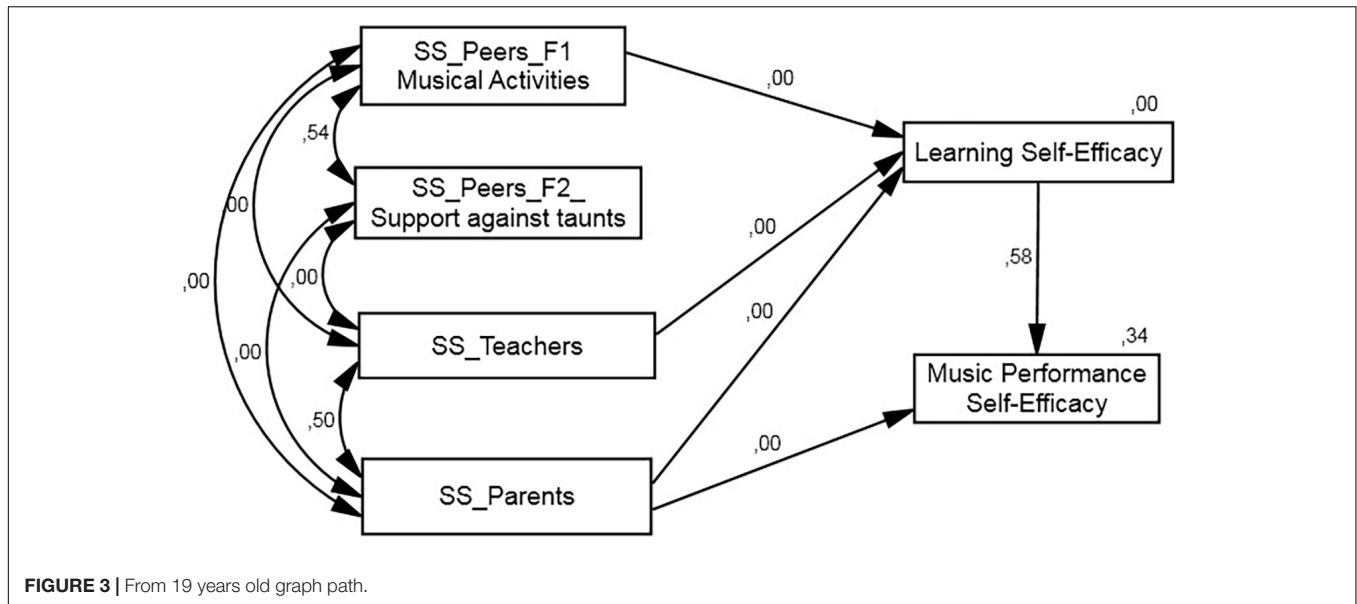 SS_Peers_F1
Musical Activities
,00
,00
,54
Learning Self-Efficacy
SS_Peers_F2_
Support against taunts
,00
,00
,00
,00
,58
,00
SS_Teachers
,00
,34
Music Performance
Self-Efficacy
,50
,00
SS_Parents
FIGURE 3 | From 19 years old graph path.